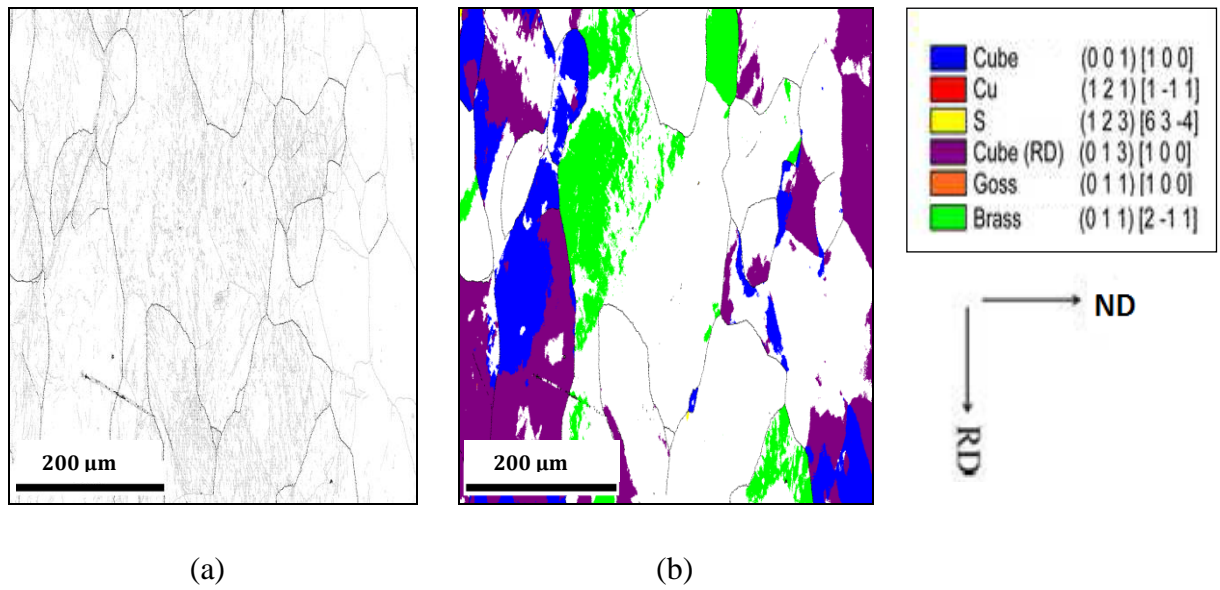 200 µm
200 µm
Cube (0 0 1) [1 0 0]
Cu (1 2 1) [1 -1 1]
S (1 2 3) [6 3 -4]
Cube (RD) (0 1 3) [1 0 0]
Goss (0 1 1) [1 0 0]
Brass (0 1 1) [2 -1 1]
ND
RD
(a)
(b)